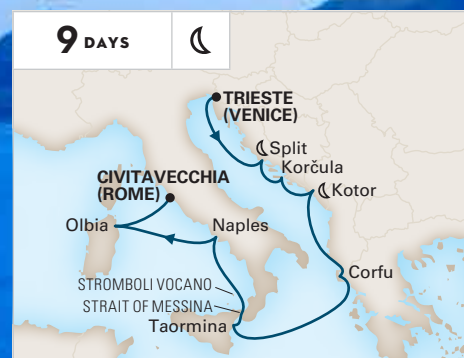 9 DAYS
TRIESTE
(VENICE)
Split
Korčula
Kotor
CIVITAVECCHIA
(ROME)
Olbia
Naples
Corfu
STROMBOLI VOCANO
STRAIT OF MESSINA
Taormina